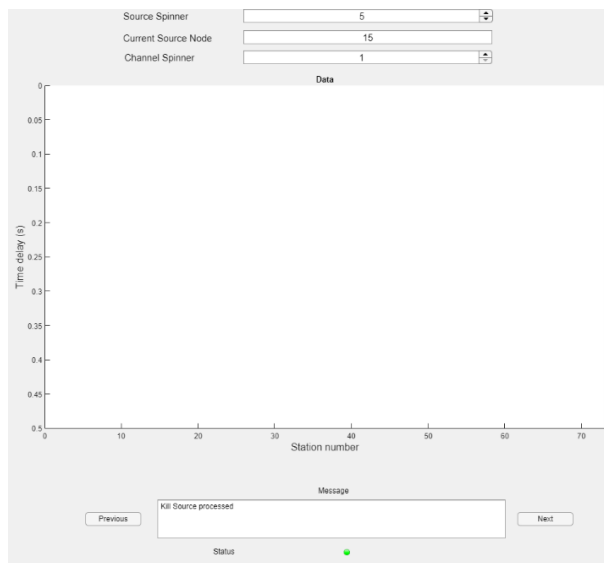 Source Spinner 5
Current Source Node 15
Channel Spinner 1
Data
0
0.05
0.1
0.15
0.2
0.25
0.3
0.35
0.4
0.45
0.5
Time delay (s)
0 10 20 30 40 50 60 70
Station number
Message
Previous
Kill Source processed
Next
Status